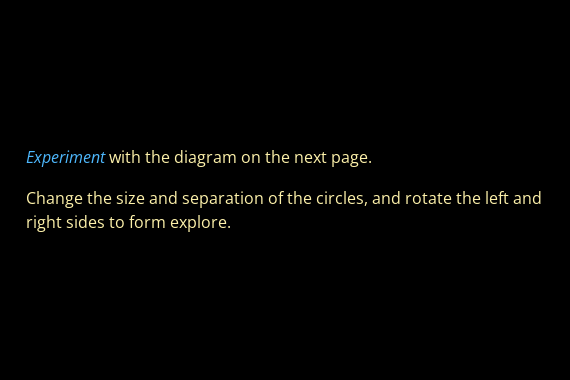 Experiment with the diagram on the next page.
Change the size and separation of the circles, and rotate the left and
right sides to form explore.